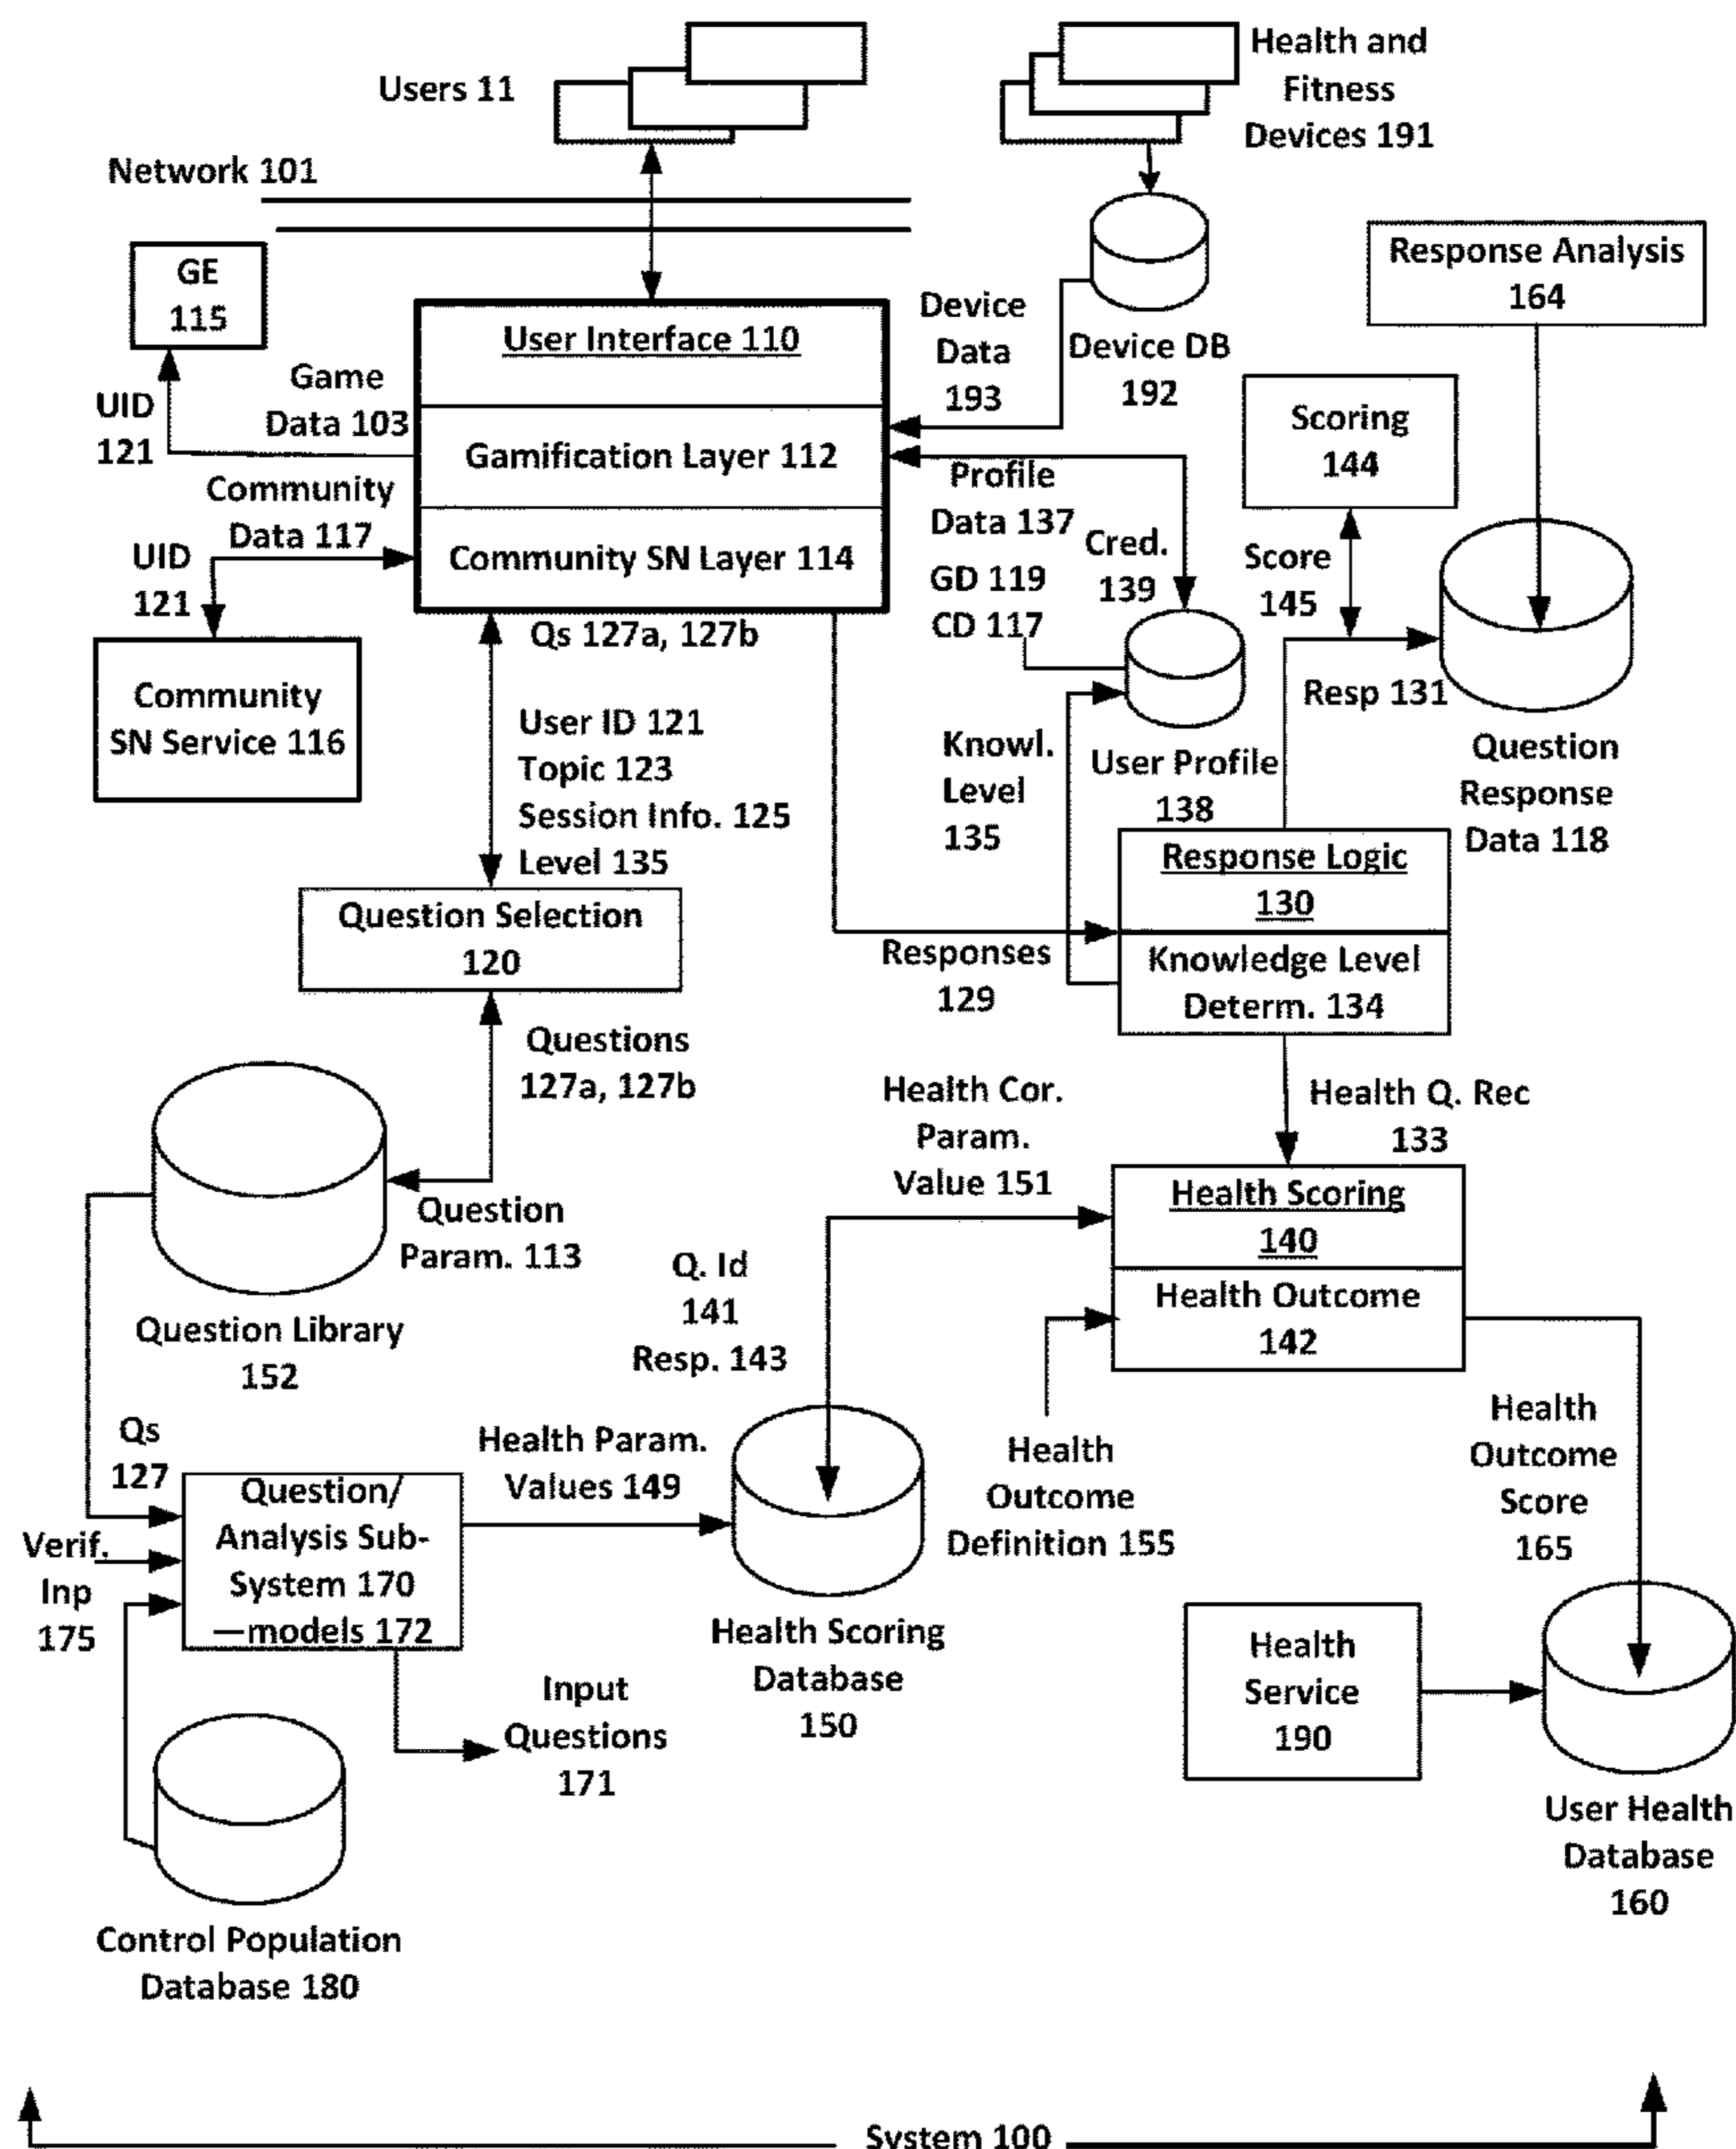 Users 11
Health and
Fitness
Devices 191
Network 101
GE
115
UID
121
Game
Data 103
User Interface 110
Gamification Layer 112
Community SN Layer 114
Device
Data
193
Device DB
192
Response Analysis
164
Scoring
144
Community
Data 117
UID
121
Community
SN Service 116
Profile
Data 137
GD 119
CD 117
Cred.
139
Score
145
Resp 131
Question
Response
Data 118
Qs 127a, 127b
User ID 121
Topic 123
Session Info. 125
Level 135
Knowl.
Level
135
User Profile
138
Response Logic
130
Knowledge Level
Determ. 134
Question Selection
120
Responses
129
Questions
127a, 127b
Health Cor.
Param.
Value 151
Health Q. Rec
133
Question
Param. 113
Question Library
152
Health Scoring
140
Health Outcome
142
Q. Id
141
Resp. 143
Qs
127
Verif.
Inp
175
Question/
Analysis Sub-
System 170
—models 172
Health Param.
Values 149
Health
Outcome
Definition 155
Health
Outcome
Score
165
Health Scoring
Database
150
Input
Questions
171
Health
Service
190
User Health
Database
160
Control Population
Database 180
System 100